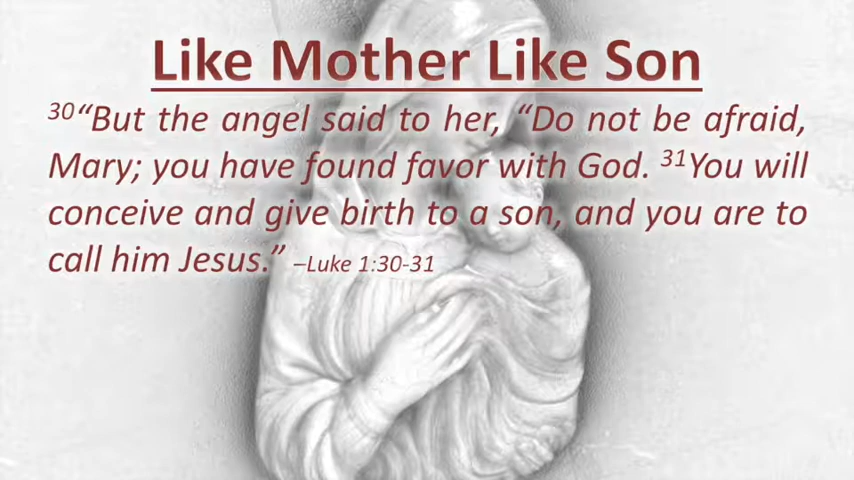 Like Mother Like Son
³⁰“But the angel said to her, “Do not be afraid,
Mary; you have found favor with God. ³¹You will
conceive and give birth to a son, and you are to
call him Jesus.” –Luke 1:30-31